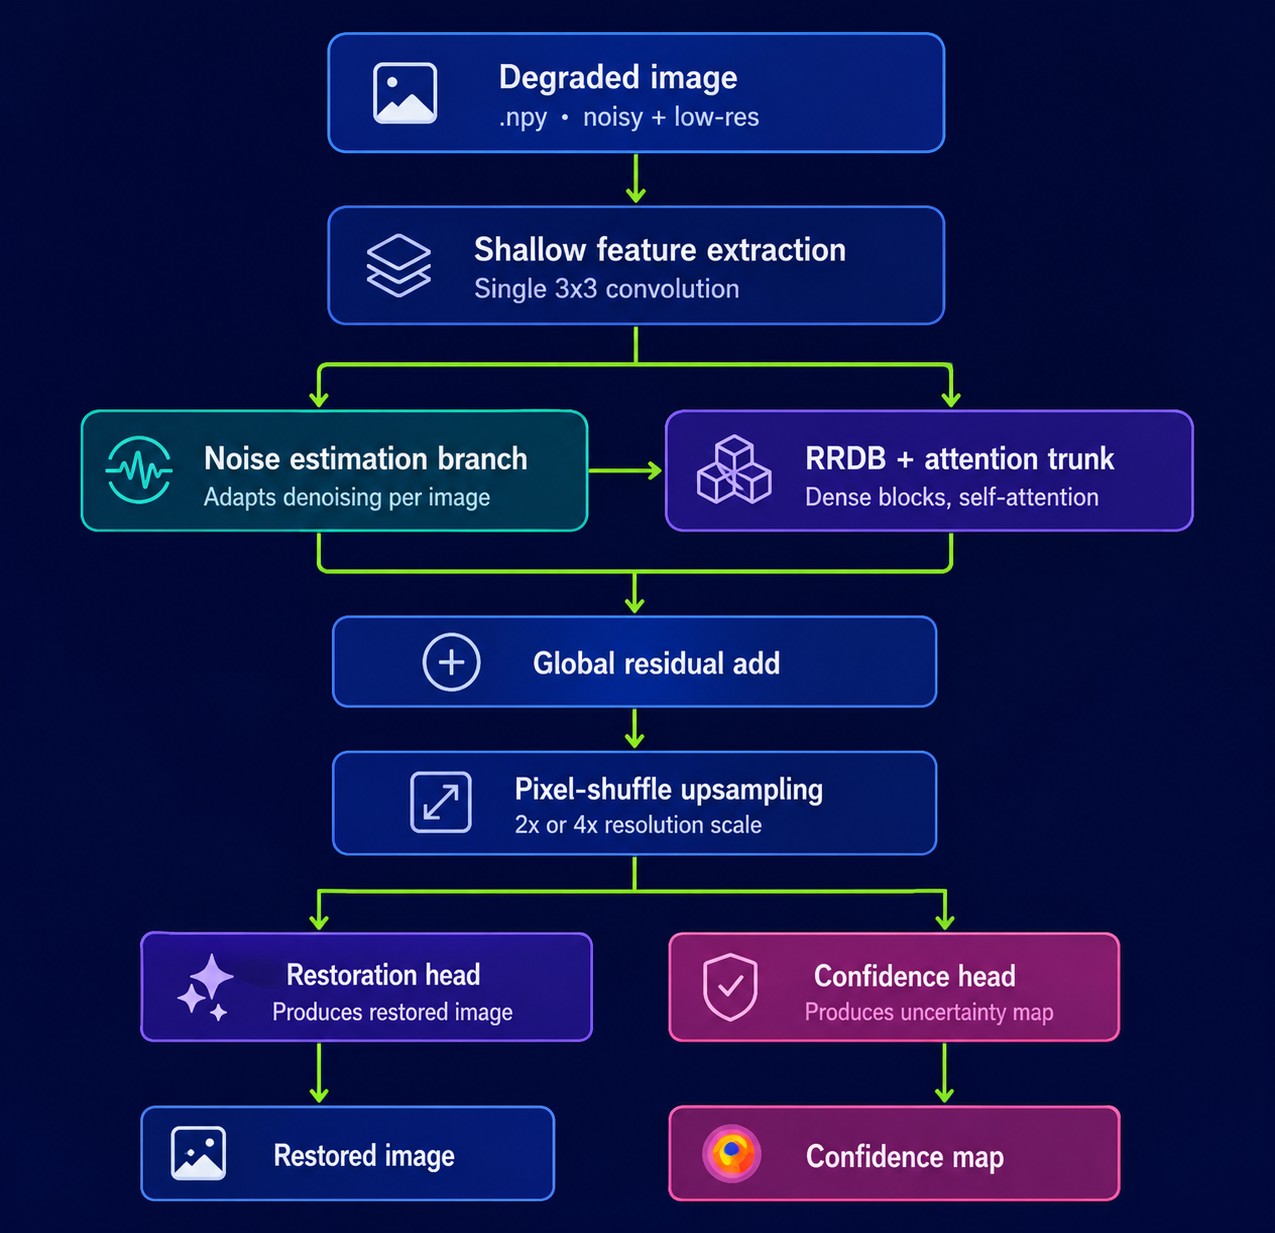 Degraded image
.npy • noisy + low-res
Shallow feature extraction
Single 3x3 convolution
Noise estimation branch
Adapts denoising per image
RRDB + attention trunk
Dense blocks, self-attention
Global residual add
Pixel-shuffle upsampling
2x or 4x resolution scale
Restoration head
Produces restored image
Confidence head
Produces uncertainty map
Restored image
Confidence map